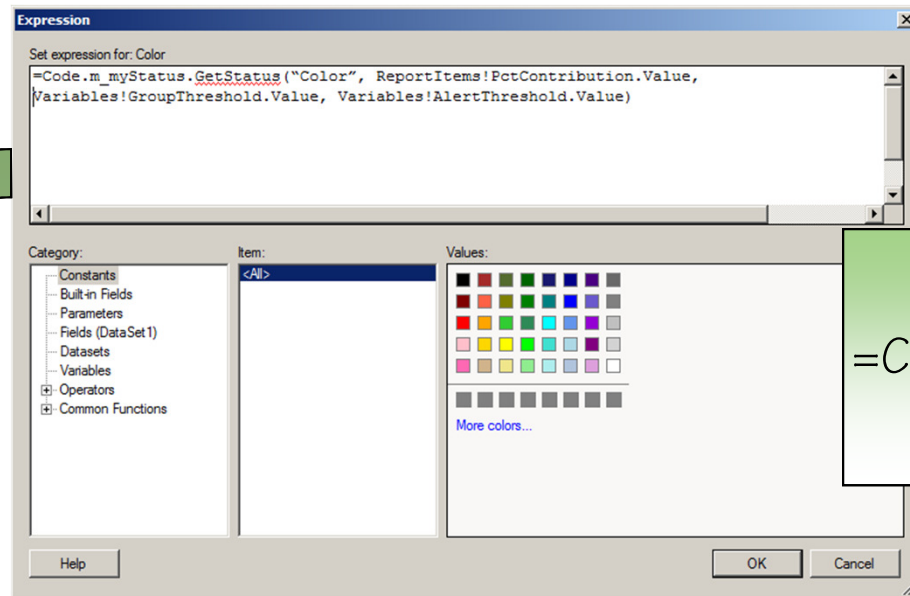 Expression
Set expression for: Color
=Code.m_myStatus.GetStatus(“Color”, ReportItems!PctContribution.Value,
Variables!GroupThreshold.Value, Variables!AlertThreshold.Value)
Category:
Item:
Values:
Constants
Built-in Fields
Parameters
Fields (DataSet1)
Datasets
Variables
Operators
Common Functions
<All>
More colors...
=C
Help
OK
Cancel